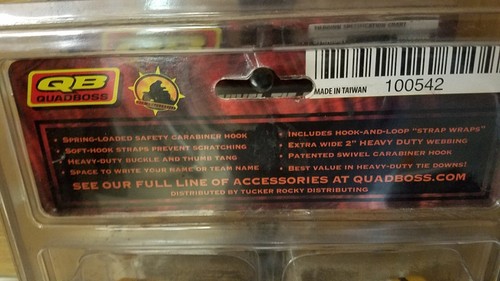 QB
QUADBOSS
MADE IN TAIWAN
100542
• SPRING-LOADED SAFETY CARABINER HOOK
• SOFT-HOOK STRAPS PREVENT SCRATCHING
• HEAVY-DUTY BUCKLE AND THUMB TANG
• SPACE TO WRITE YOUR NAME OR TEAM NAME
• INCLUDES HOOK-AND-LOOP "STRAP WRAPS"
• EXTRA WIDE 2" HEAVY DUTY WEBBING
• PATENTED SWIVEL CARABINER HOOK
• BEST VALUE IN HEAVY-DUTY TIE DOWNS!
SEE OUR FULL LINE OF ACCESSORIES AT QUADBOSS.COM
DISTRIBUTED BY TUCKER ROCKY DISTRIBUTING